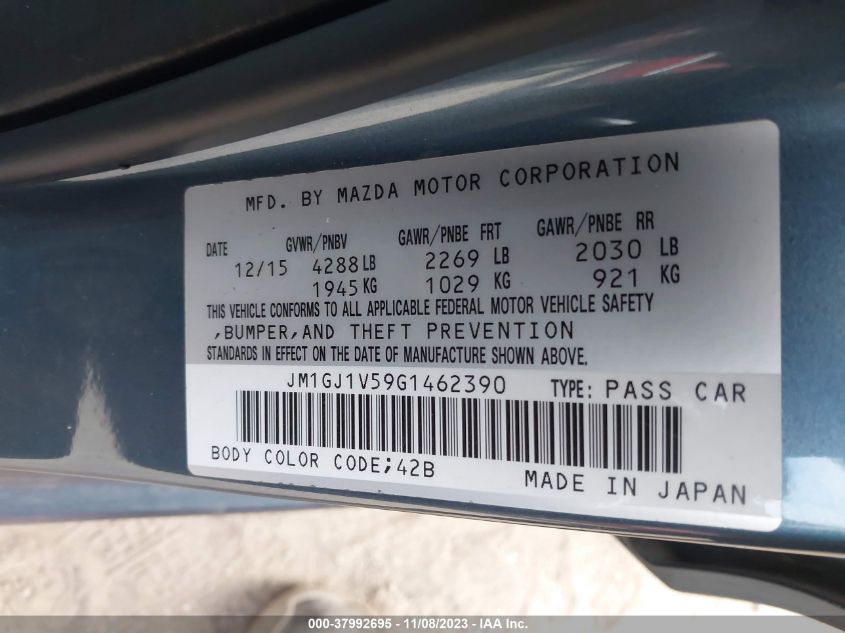 MFD. BY MAZDA MOTOR CORPORATION
DATE GVWR/PNBV GAWR/PNBE FRT GAWR/PNBE RR
12/15 4288 LB 2269 LB 2030 LB
1945 KG 1029 KG 921 KG
THIS VEHICLE CONFORMS TO ALL APPLICABLE FEDERAL MOTOR VEHICLE SAFETY
,BUMPER,AND THEFT PREVENTION
STANDARDS IN EFFECT ON THE DATE OF MANUFACTURE SHOWN ABOVE.
JM1GJ1V59G1462390 TYPE: PASS CAR
BODY COLOR CODE;42B MADE IN JAPAN
000-37992695 - 11/08/2023 - IAA Inc.